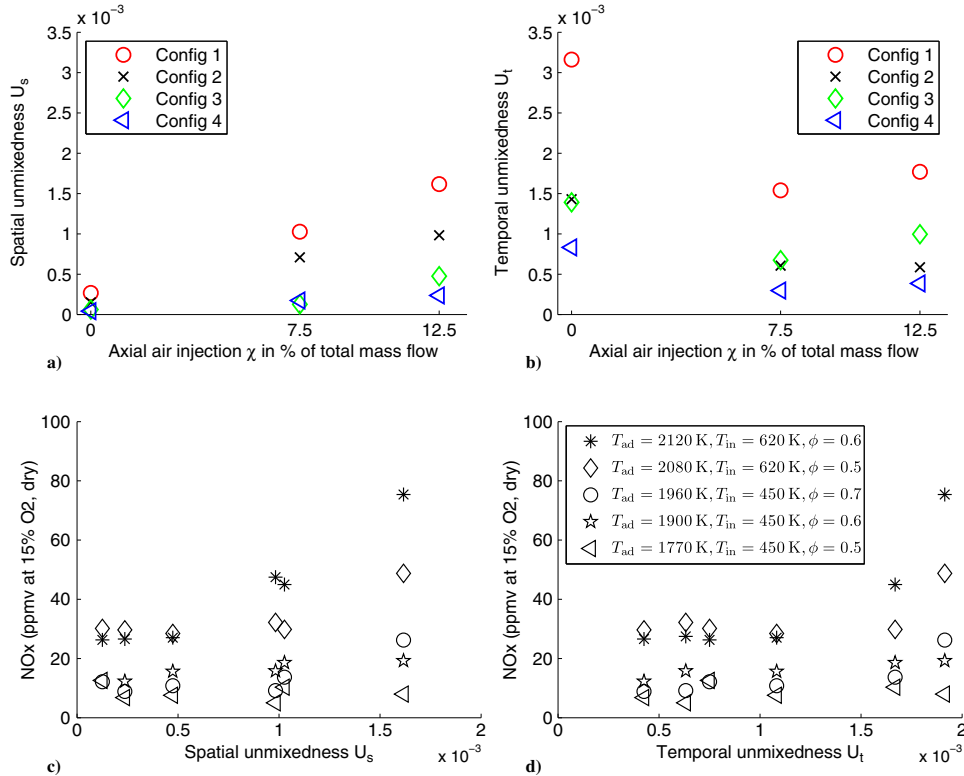 × 10⁻³
3.5
3
2.5
2
1.5
1
0.5
0
Spatial unmixedness Uₛ
Config 1
Config 2
Config 3
Config 4
0 7.5 12.5
Axial air injection χ in % of total mass flow
a)
× 10⁻³
3.5
3
2.5
2
1.5
1
0.5
0
Temporal unmixedness Uₜ
Config 1
Config 2
Config 3
Config 4
0 7.5 12.5
Axial air injection χ in % of total mass flow
b)
100
80
60
40
20
0
NOx (ppmv at 15% O2, dry)
0 0.5 1 1.5 2
× 10⁻³
Spatial unmixedness Uₛ
c)
100
80
60
40
20
0
NOx (ppmv at 15% O2, dry)
T_ad = 2120 K, T_in = 620 K, ϕ = 0.6
T_ad = 2080 K, T_in = 620 K, ϕ = 0.5
T_ad = 1960 K, T_in = 450 K, ϕ = 0.7
T_ad = 1900 K, T_in = 450 K, ϕ = 0.6
T_ad = 1770 K, T_in = 450 K, ϕ = 0.5
0 0.5 1 1.5 2
× 10⁻³
Temporal unmixedness Uₜ
d)